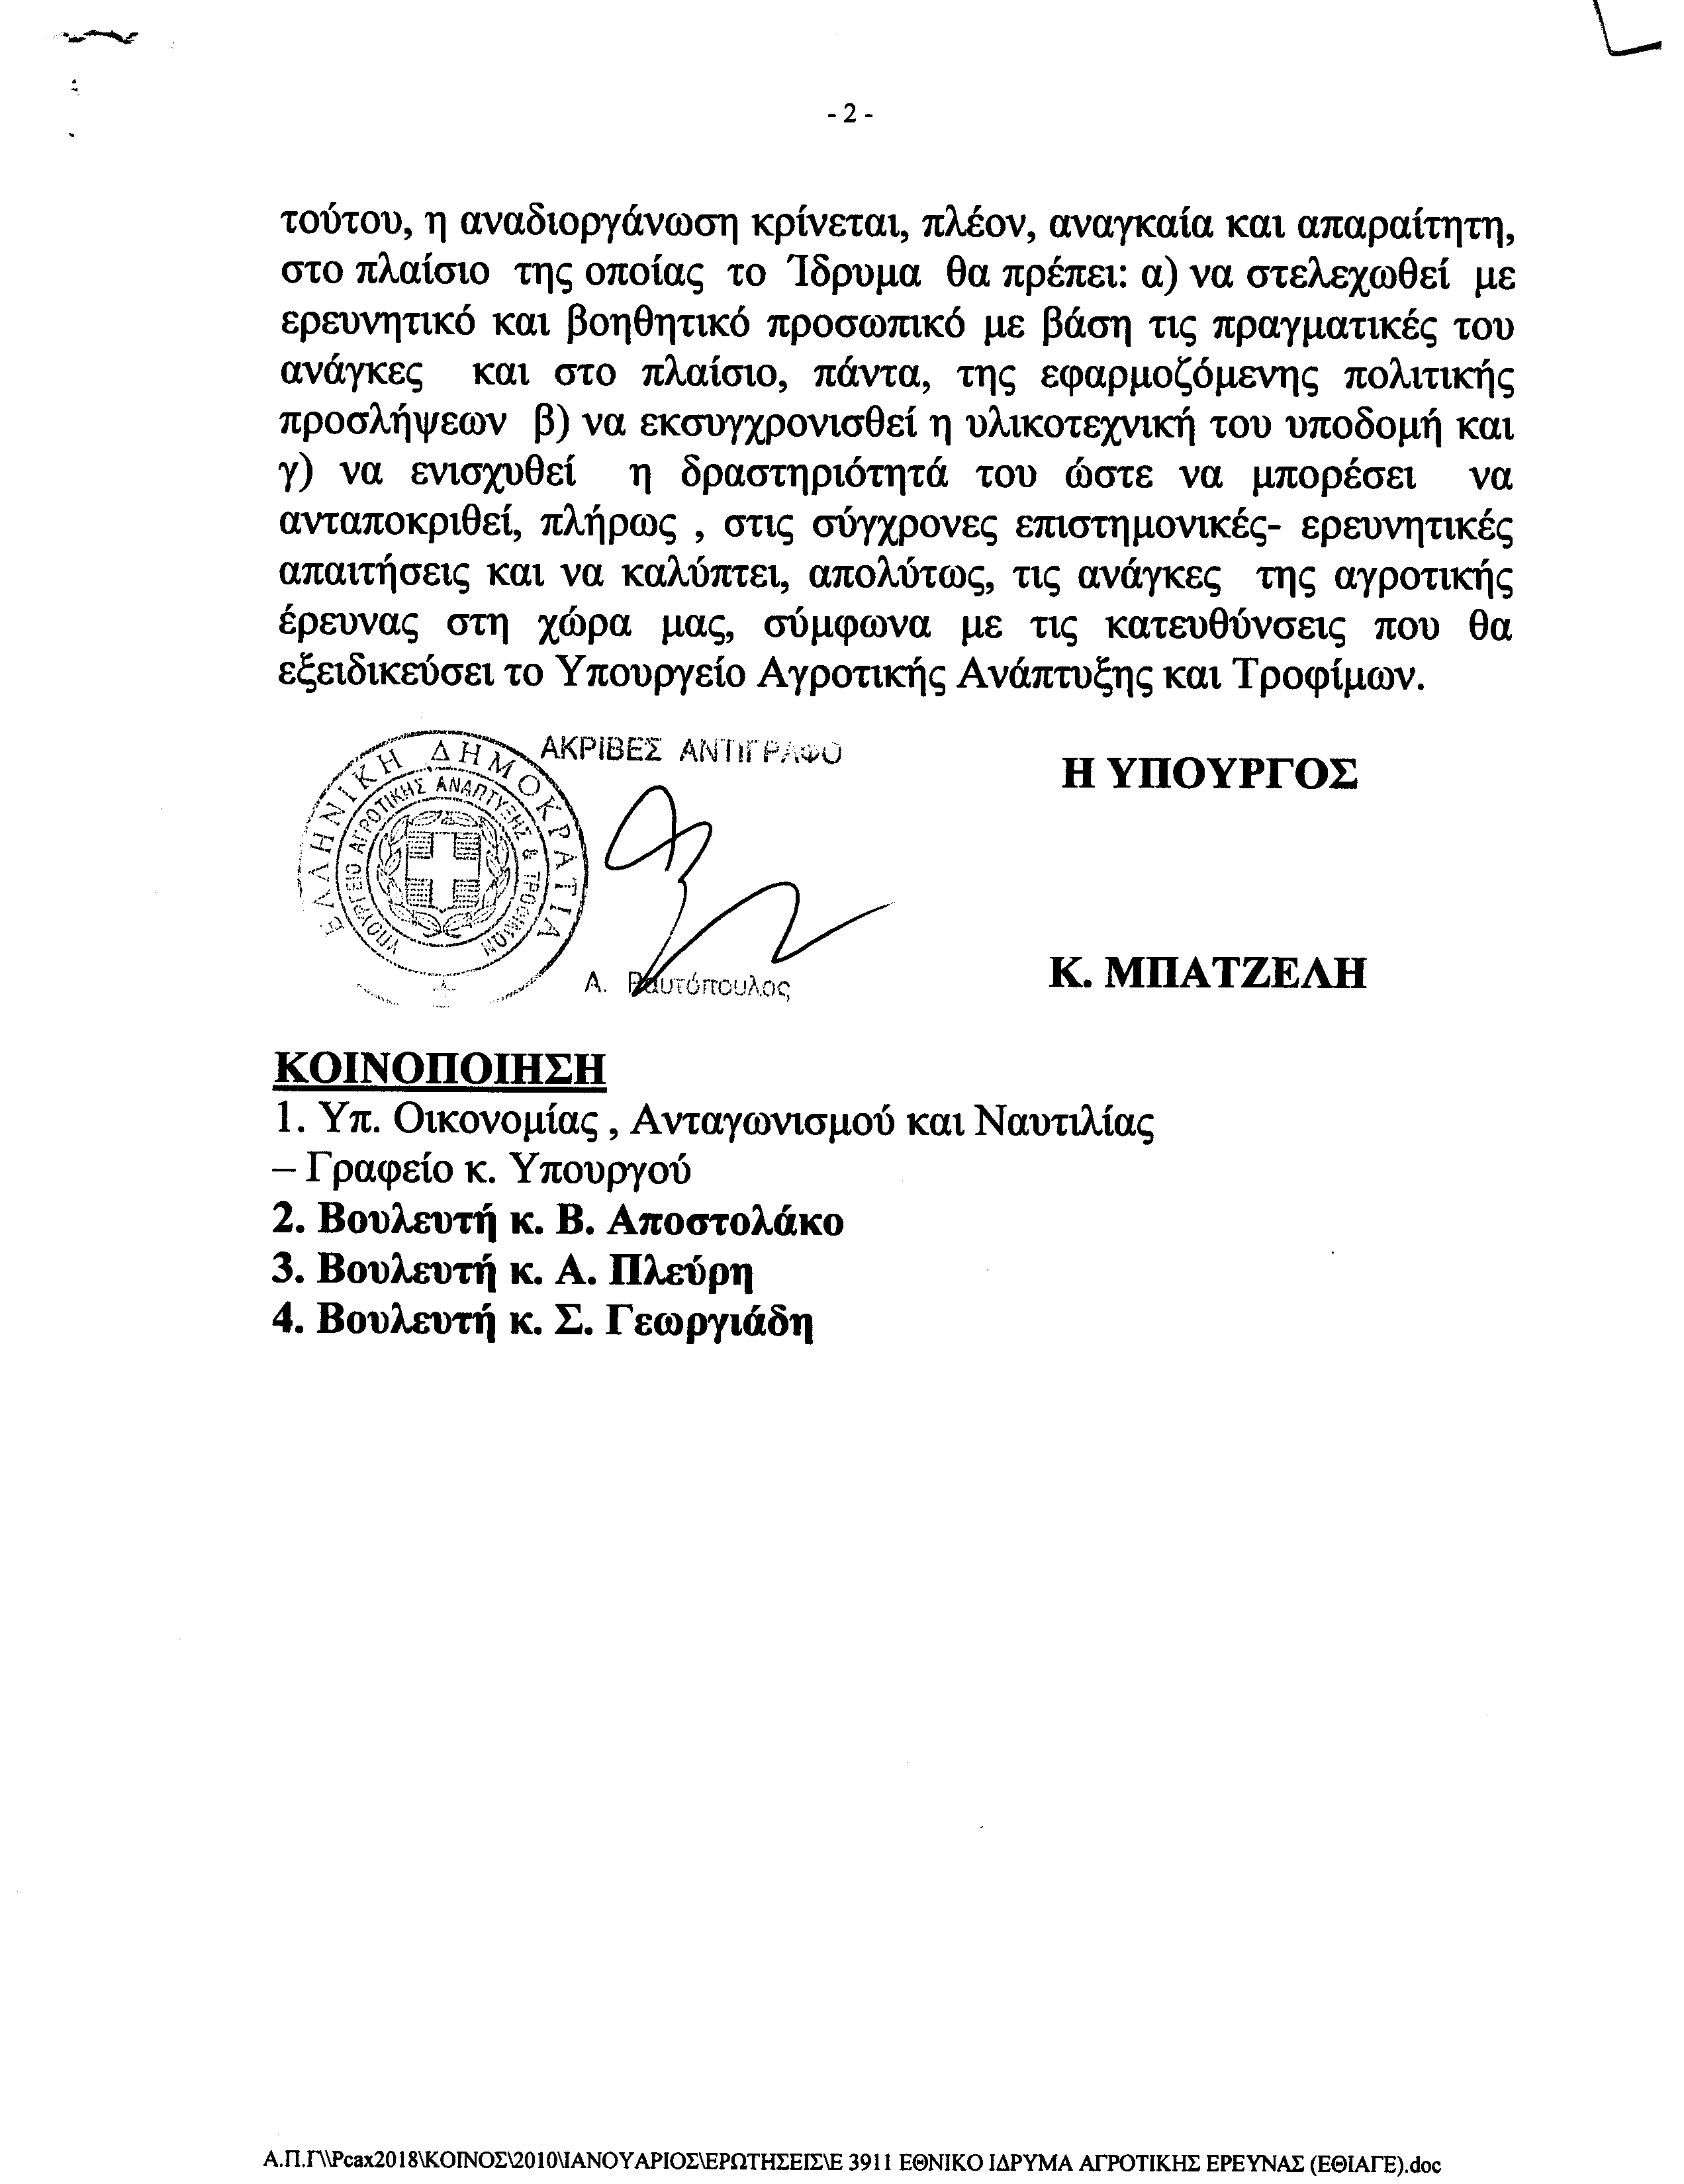 - 2 -
τούτου, η αναδιοργάνωση κρίνεται, πλέον, αναγκαία και απαραίτητη,
στο πλαίσιο της οποίας το Ίδρυμα θα πρέπει: α) να στελεχωθεί με
ερευνητικό και βοηθητικό προσωπικό με βάση τις πραγματικές του
ανάγκες και στο πλαίσιο, πάντα, της εφαρμοζόμενης πολιτικής
προσλήψεων β) να εκσυγχρονισθεί η υλικοτεχνική του υποδομή και
γ) να ενισχυθεί η δραστηριότητά του ώστε να μπορέσει να
ανταποκριθεί, πλήρως , στις σύγχρονες επιστημονικές- ερευνητικές
απαιτήσεις και να καλύπτει, απολύτως, τις ανάγκες της αγροτικής
έρευνας στη χώρα μας, σύμφωνα με τις κατευθύνσεις που θα
εξειδικεύσει το Υπουργείο Αγροτικής Ανάπτυξης και Τροφίμων.
ΑΚΡΙΒΕΣ ΑΝΤΙΓΡΑΦΟ
Η ΥΠΟΥΡΓΟΣ
ΕΛΛΗΝΙΚΗ ΔΗΜΟΚΡΑΤΙΑ
ΥΠΟΥΡΓΕΙΟ ΑΓΡΟΤΙΚΗΣ ΑΝΑΠΤΥΞΗΣ & ΤΡΟΦΙΜΩΝ
Α.
Κ. ΜΠΑΤΖΕΛΗ
ΚΟΙΝΟΠΟΙΗΣΗ
1. Υπ. Οικονομίας , Ανταγωνισμού και Ναυτιλίας
– Γραφείο κ. Υπουργού
2. Βουλευτή κ. Β. Αποστολάκο
3. Βουλευτή κ. Α. Πλεύρη
4. Βουλευτή κ. Σ. Γεωργιάδη
Α.Π.Γ\\Pcax2018\ΚΟΙΝΟΣ\2010\ΙΑΝΟΥΑΡΙΟΣ\ΕΡΩΤΗΣΕΙΣ\Ε 3911 ΕΘΝΙΚΟ ΙΔΡΥΜΑ ΑΓΡΟΤΙΚΗΣ ΕΡΕΥΝΑΣ (ΕΘΙΑΓΕ).doc